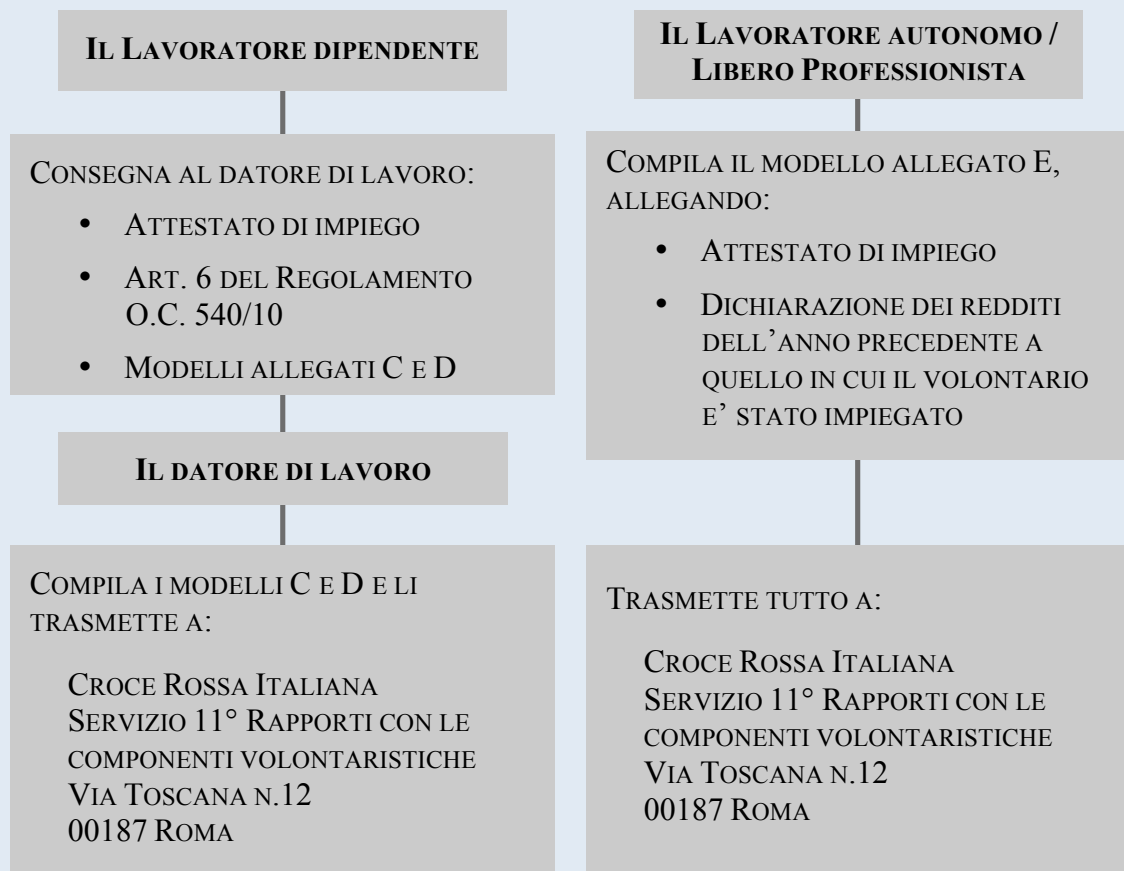 IL LAVORATORE DIPENDENTE
CONSEGNA AL DATORE DI LAVORO:
• ATTESTATO DI IMPIEGO
• ART. 6 DEL REGOLAMENTO
O.C. 540/10
• MODELLI ALLEGATI C E D
IL DATORE DI LAVORO
COMPILA I MODELLI C E D E LI
TRASMETTE A:
CROCE ROSSA ITALIANA
SERVIZIO 11° RAPPORTI CON LE
COMPONENTI VOLONTARISTICHE
VIA TOSCANA N.12
00187 ROMA
IL LAVORATORE AUTONOMO /
LIBERO PROFESSIONISTA
COMPILA IL MODELLO ALLEGATO E,
ALLEGANDO:
• ATTESTATO DI IMPIEGO
• DICHIARAZIONE DEI REDDITI
DELL’ANNO PRECEDENTE A
QUELLO IN CUI IL VOLONTARIO
E’ STATO IMPIEGATO
TRASMETTE TUTTO A:
CROCE ROSSA ITALIANA
SERVIZIO 11° RAPPORTI CON LE
COMPONENTI VOLONTARISTICHE
VIA TOSCANA N.12
00187 ROMA